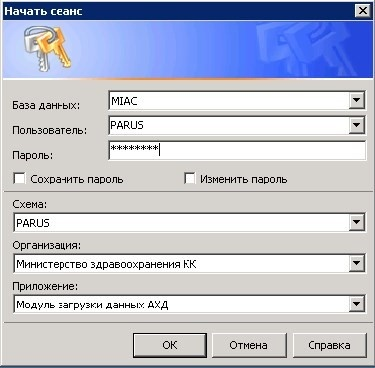 Начать сеанс
База данных: MIAC
Пользователь: PARUS
Пароль: ********
Сохранить пароль Изменить пароль
Схема:
PARUS
Организация:
Министерство здравоохранения КК
Приложение:
Модуль загрузки данных АХД
ОК Отмена Справка